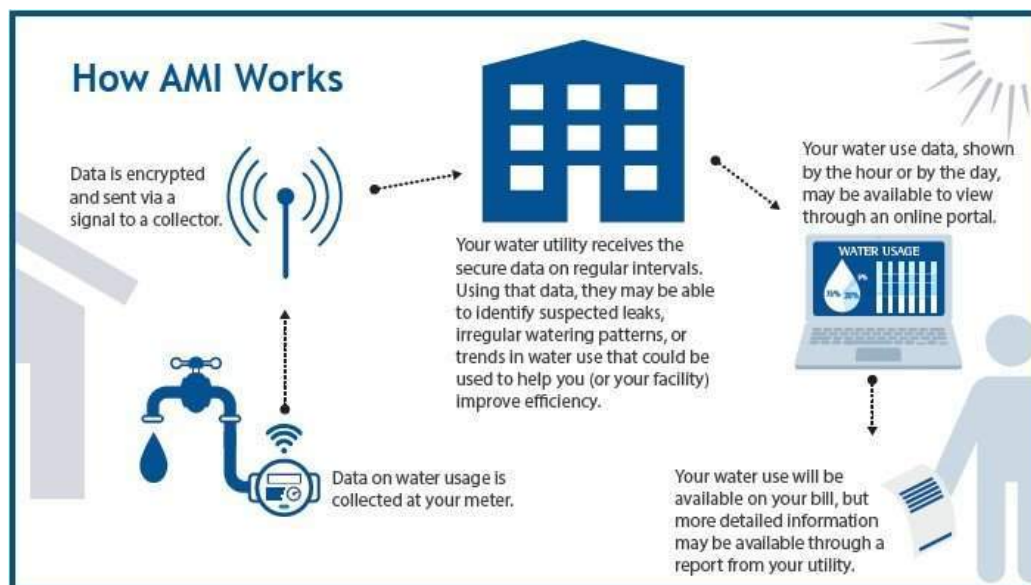 How AMI Works
Data is encrypted
and sent via a
signal to a collector.
Your water utility receives the
secure data on regular intervals.
Using that data, they may be able
to identify suspected leaks,
irregular watering patterns, or
trends in water use that could be
used to help you (or your facility)
improve efficiency.
Your water use data, shown
by the hour or by the day,
may be available to view
through an online portal.
WATER USAGE
Data on water usage is
collected at your meter.
Your water use will be
available on your bill, but
more detailed information
may be available through a
report from your utility.